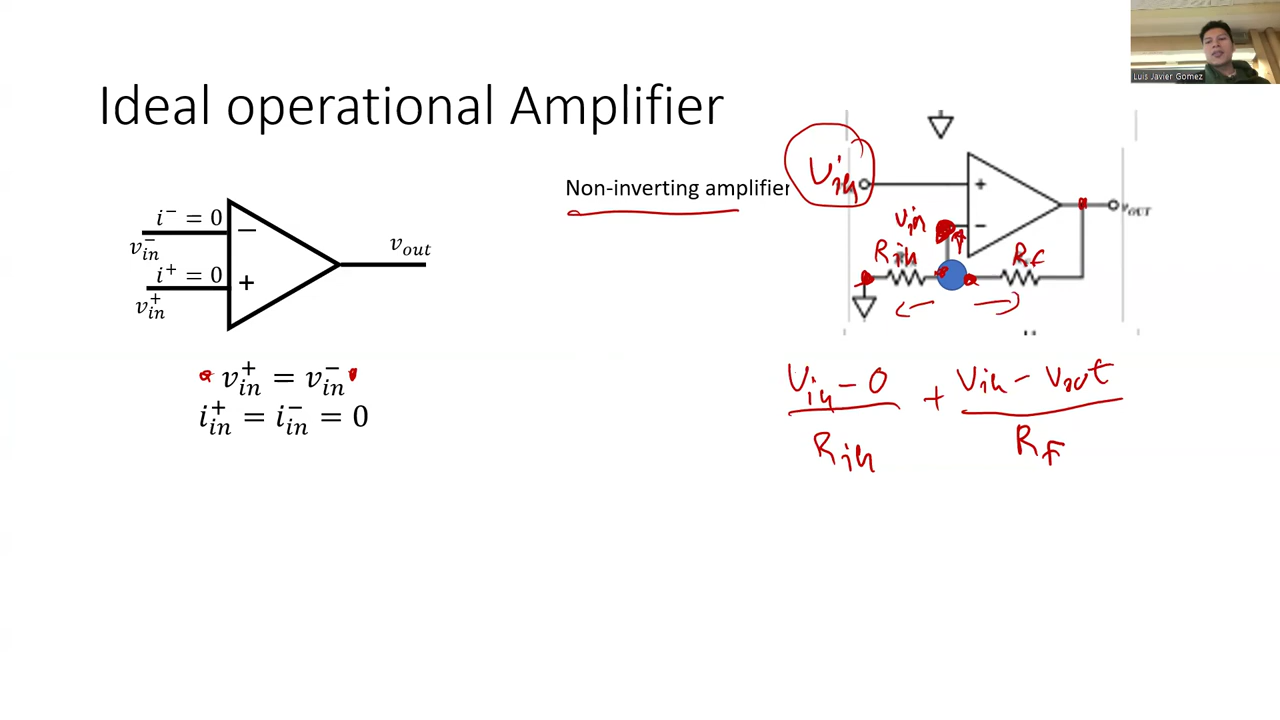 Luis Javier Gomez
Ideal operational Amplifier
Non-inverting amplifier
i⁻ = 0
v⁻in
i⁺ = 0
v⁺in
−
+
vout
v⁺in = v⁻in
i⁺in = i⁻in = 0
Vin
+
−
vOUT
Vin
Rin
Rf
Vin − 0
Rin
+
Vin − Vout
RF